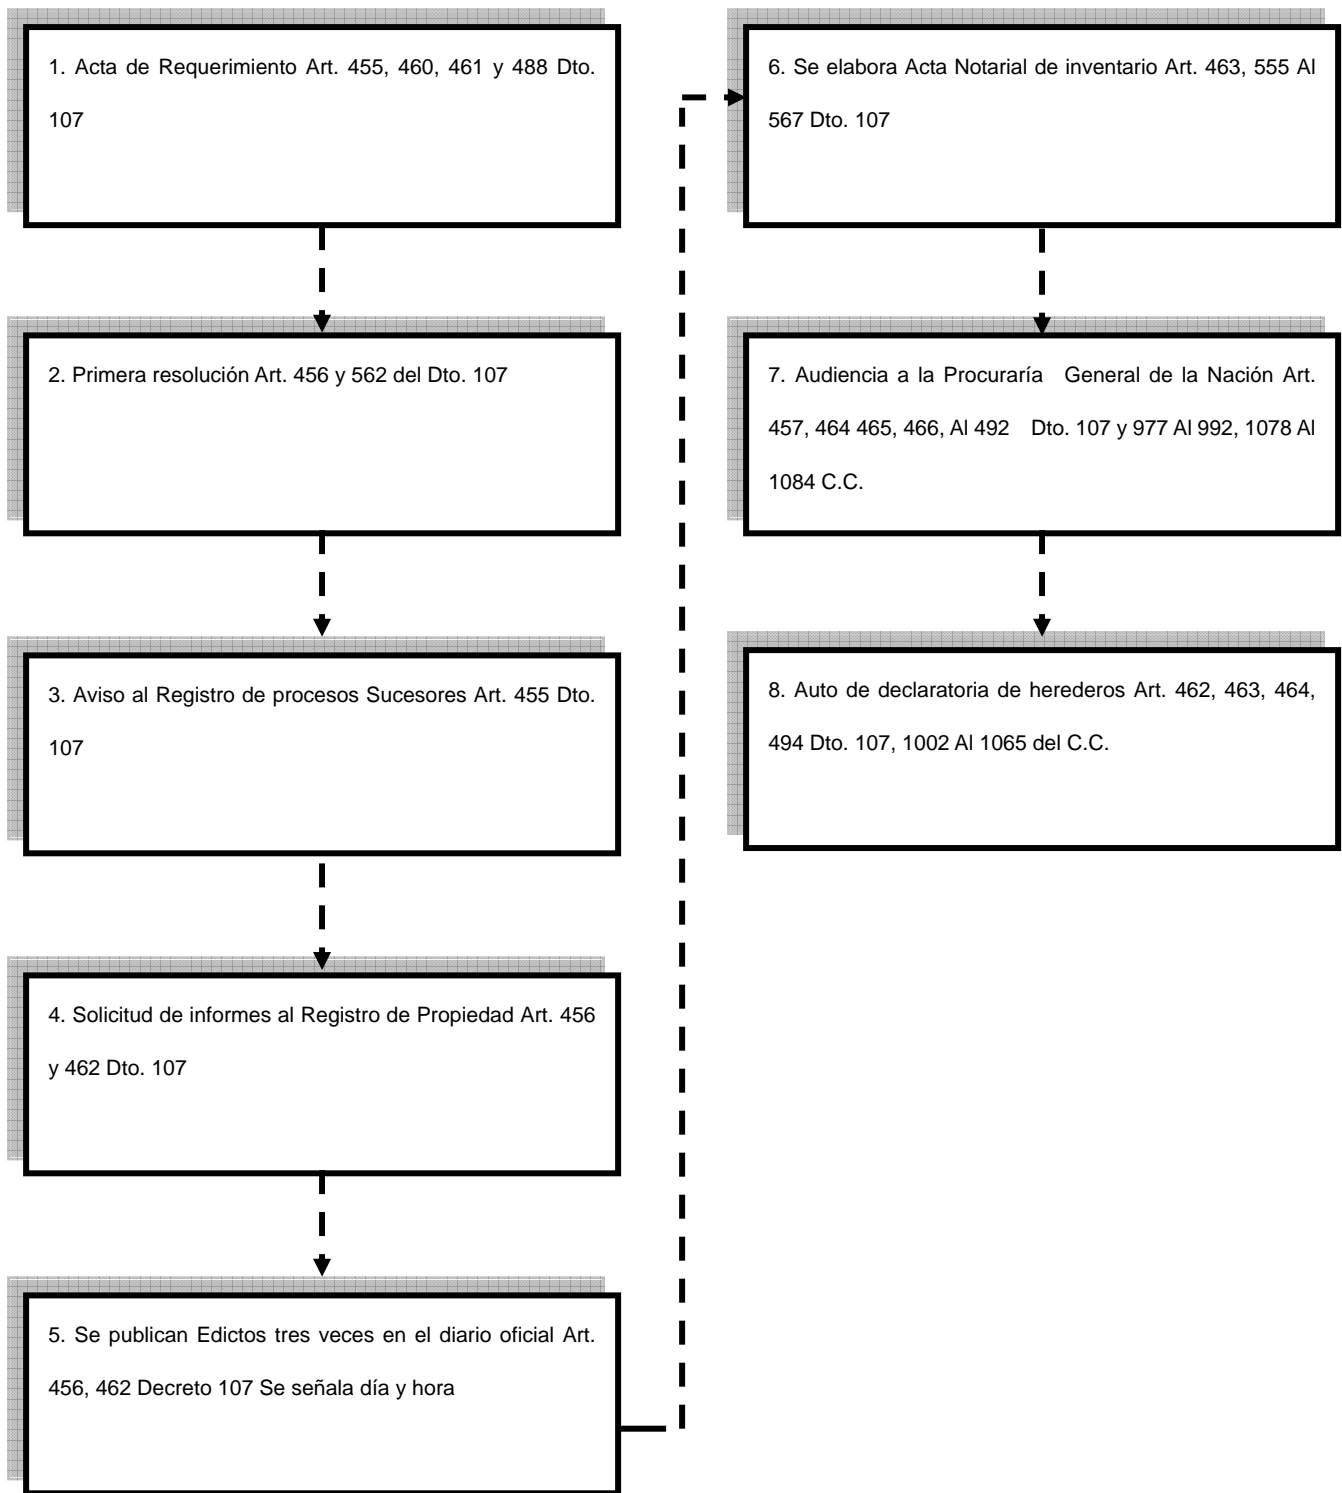 1. Acta de Requerimiento Art. 455, 460, 461 y 488 Dto.
107
2. Primera resolución Art. 456 y 562 del Dto. 107
3. Aviso al Registro de procesos Sucesores Art. 455 Dto.
107
4. Solicitud de informes al Registro de Propiedad Art. 456
y 462 Dto. 107
5. Se publican Edictos tres veces en el diario oficial Art.
456, 462 Decreto 107 Se señala día y hora
6. Se elabora Acta Notarial de inventario Art. 463, 555 Al
567 Dto. 107
7. Audiencia a la Procuraría General de la Nación Art.
457, 464 465, 466, Al 492 Dto. 107 y 977 Al 992, 1078 Al
1084 C.C.
8. Auto de declaratoria de herederos Art. 462, 463, 464,
494 Dto. 107, 1002 Al 1065 del C.C.